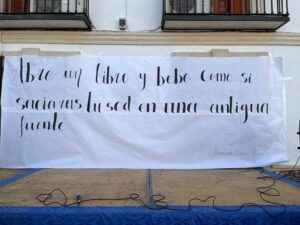 Abre un libro y bebe como si
saciaras tu sed en una antigua
fuente